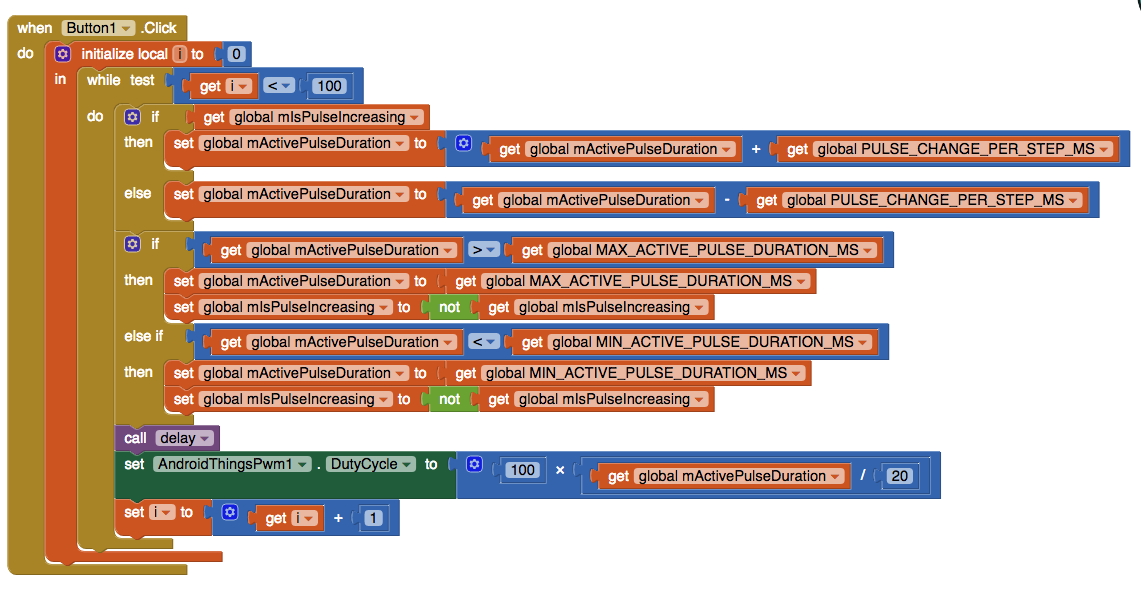 when Button1 .Click
do initialize local i to 0
in while test get i < 100
do if get global mIsPulseIncreasing
then set global mActivePulseDuration to get global mActivePulseDuration + get global PULSE_CHANGE_PER_STEP_MS
else set global mActivePulseDuration to get global mActivePulseDuration - get global PULSE_CHANGE_PER_STEP_MS
if get global mActivePulseDuration > get global MAX_ACTIVE_PULSE_DURATION_MS
then set global mActivePulseDuration to get global MAX_ACTIVE_PULSE_DURATION_MS
set global mIsPulseIncreasing to not get global mIsPulseIncreasing
else if get global mActivePulseDuration < get global MIN_ACTIVE_PULSE_DURATION_MS
then set global mActivePulseDuration to get global MIN_ACTIVE_PULSE_DURATION_MS
set global mIsPulseIncreasing to not get global mIsPulseIncreasing
call delay
set AndroidThingsPwm1 . DutyCycle to 100 × get global mActivePulseDuration / 20
set i to get i + 1